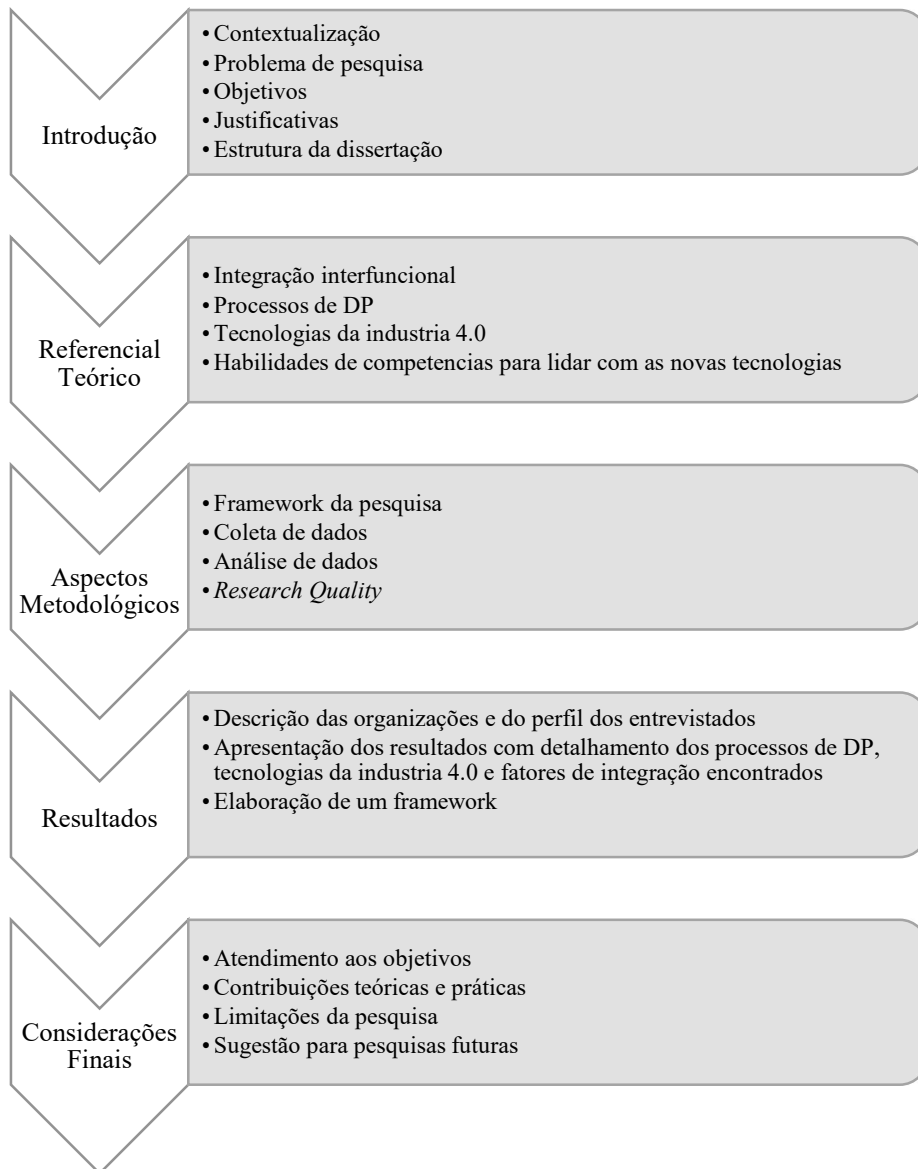 Introdução
• Contextualização
• Problema de pesquisa
• Objetivos
• Justificativas
• Estrutura da dissertação
Referencial
Teórico
• Integração interfuncional
• Processos de DP
• Tecnologias da industria 4.0
• Habilidades de competencias para lidar com as novas tecnologias
Aspectos
Metodológicos
• Framework da pesquisa
• Coleta de dados
• Análise de dados
• Research Quality
Resultados
• Descrição das organizações e do perfil dos entrevistados
• Apresentação dos resultados com detalhamento dos processos de DP,
tecnologias da industria 4.0 e fatores de integração encontrados
• Elaboração de um framework
Considerações
Finais
• Atendimento aos objetivos
• Contribuições teóricas e práticas
• Limitações da pesquisa
• Sugestão para pesquisas futuras